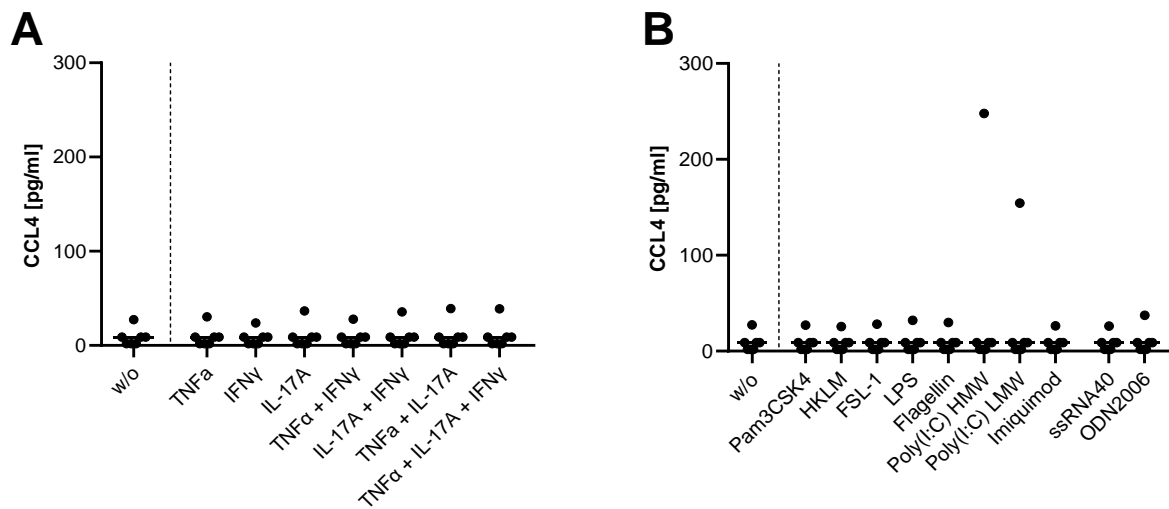 A
CCL4 [pg/ml]
300
200
100
0
w/o
TNFa
IFNγ
IL-17A
TNFα + IFNγ
IL-17A + IFNγ
TNFa + IL-17A
TNFα + IL-17A + IFNγ
B
CCL4 [pg/ml]
300
200
100
0
w/o
Pam3CSK4
HKLM
FSL-1
LPS
Flagellin
Poly(I:C) HMW
Poly(I:C) LMW
Imiquimod
ssRNA40
ODN2006